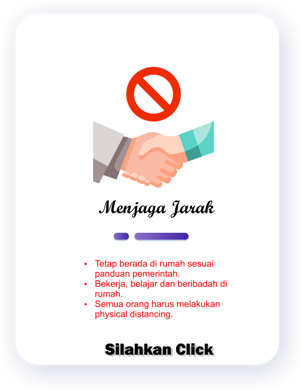 Menjaga Jarak
• Tetap berada di rumah sesuai
panduan pemerintah.
• Bekerja, belajar dan beribadah di
rumah.
• Semua orang harus melakukan
physical distancing.
Silahkan Click